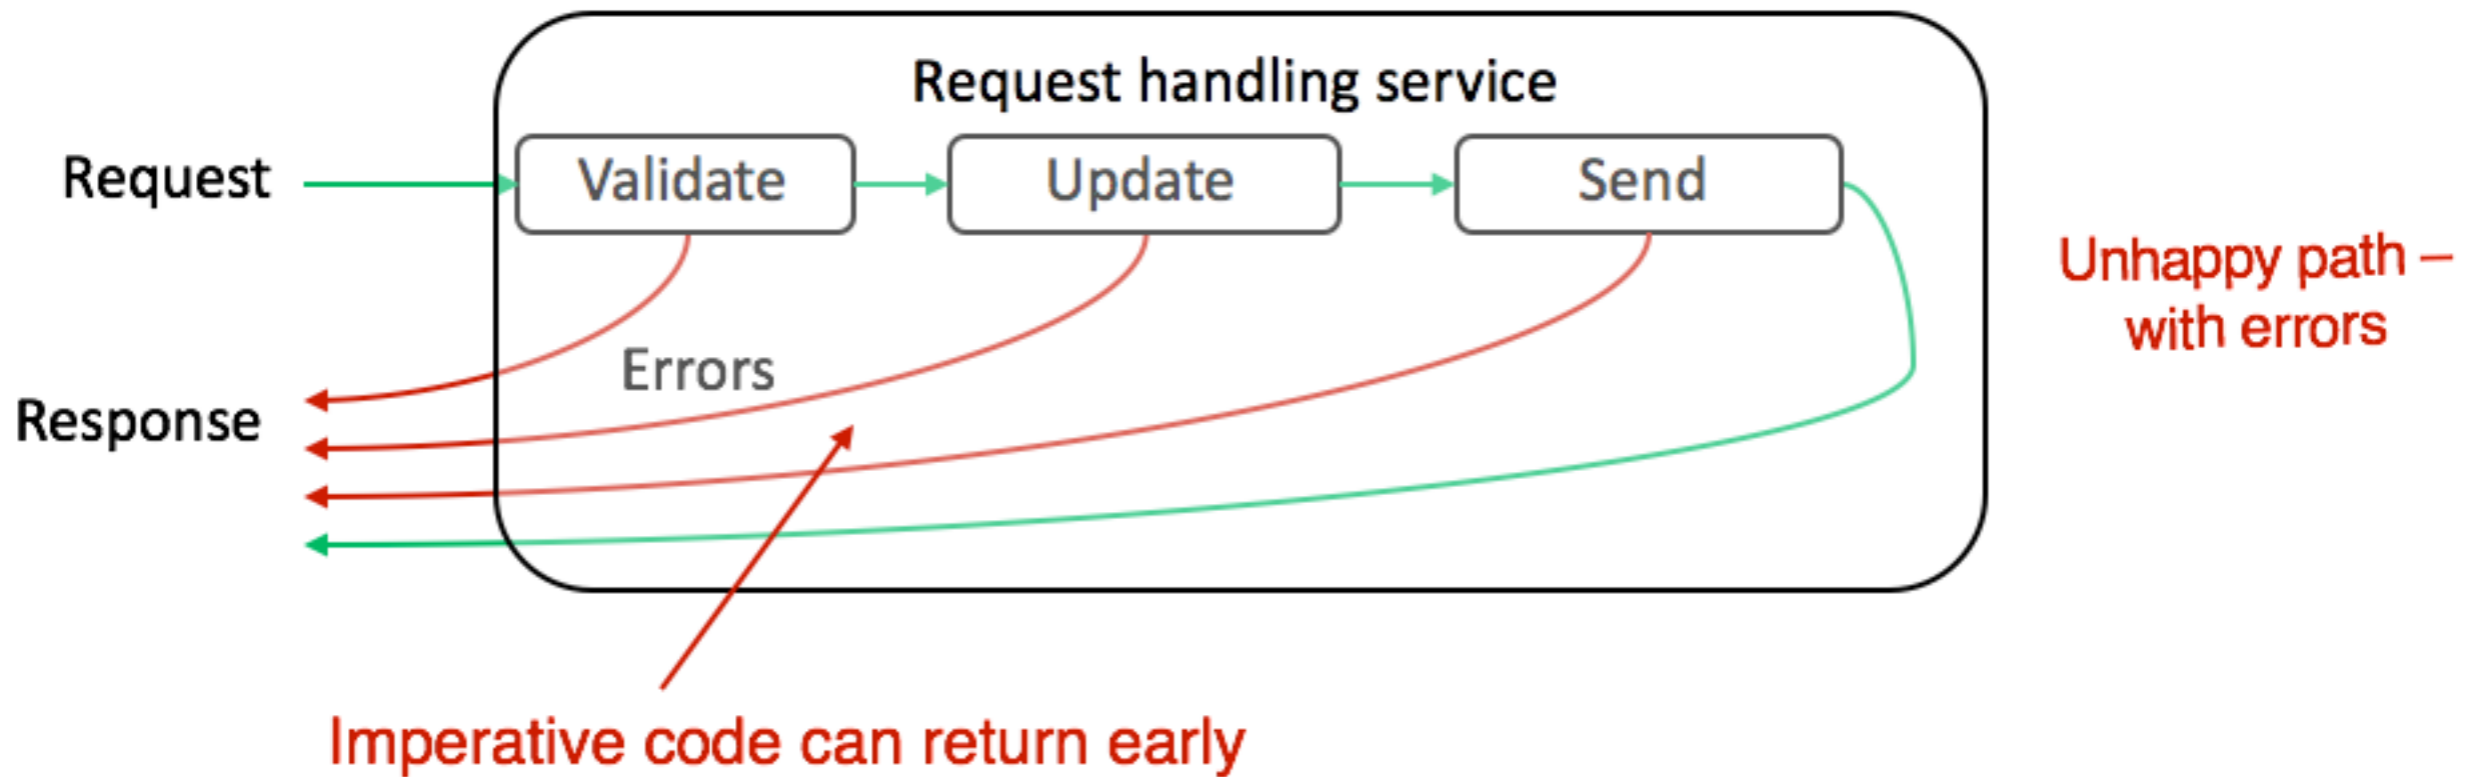 Request handling service
Request
Validate
Update
Send
Unhappy path –
with errors
Errors
Response
Imperative code can return early